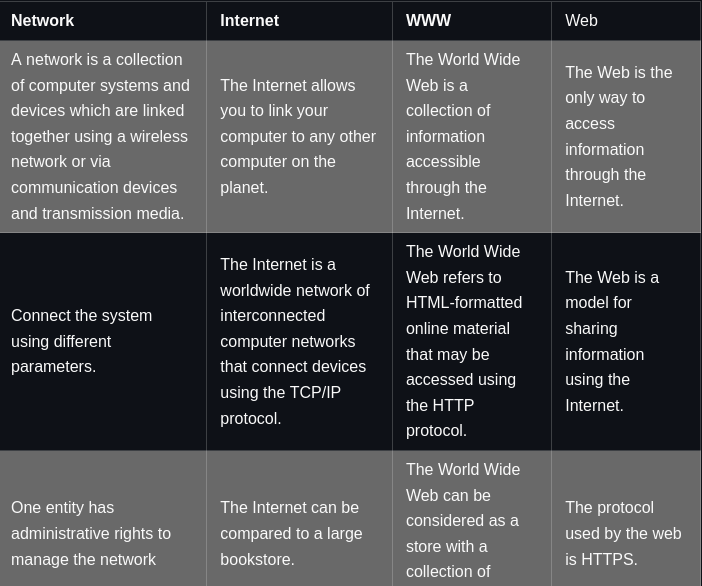 Network
Internet
WWW
Web
A network is a collection
of computer systems and
devices which are linked
together using a wireless
network or via
communication devices
and transmission media.
The Internet allows
you to link your
computer to any other
computer on the
planet.
The World Wide
Web is a
collection of
information
accessible
through the
Internet.
The Web is the
only way to
access
information
through the
Internet.
Connect the system
using different
parameters.
The Internet is a
worldwide network of
interconnected
computer networks
that connect devices
using the TCP/IP
protocol.
The World Wide
Web refers to
HTML-formatted
online material
that may be
accessed using
the HTTP
protocol.
The Web is a
model for
sharing
information
using the
Internet.
One entity has
administrative rights to
manage the network
The Internet can be
compared to a large
bookstore.
The World Wide
Web can be
considered as a
store with a
collection of
The protocol
used by the web
is HTTPS.